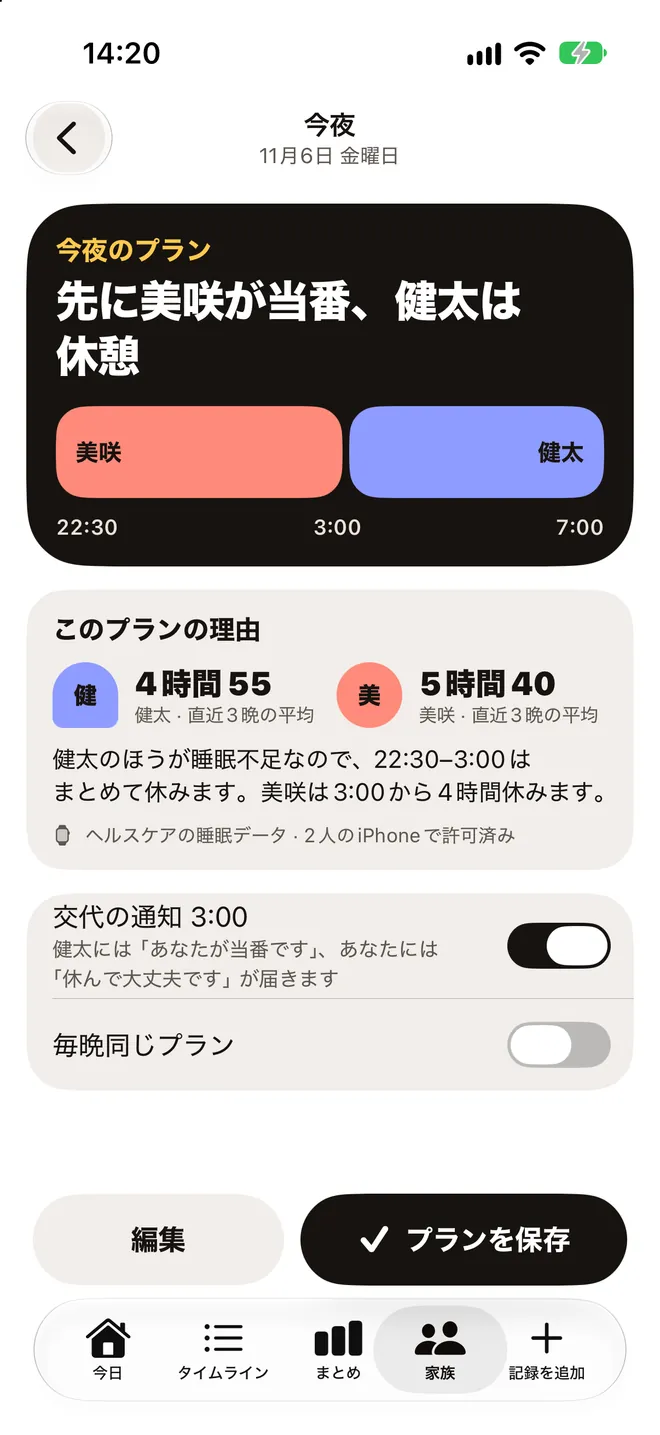 14:20
今夜
11月6日 金曜日
今夜のプラン
先に美咲が当番、健太は
休憩
美咲
健太
22:30
3:00
7:00
このプランの理由
健
4時間55
健太 · 直近3晩の平均
美
5時間40
美咲 · 直近3晩の平均
健太のほうが睡眠不足なので、22:30–3:00は
まとめて休みます。美咲は3:00から4時間休みます。
ヘルスケアの睡眠データ · 2人のiPhoneで許可済み
交代の通知 3:00
健太には「あなたが当番です」、あなたには
「休んで大丈夫です」が届きます
毎晩同じプラン
編集
プランを保存
今日
タイムライン
まとめ
家族
記録を追加